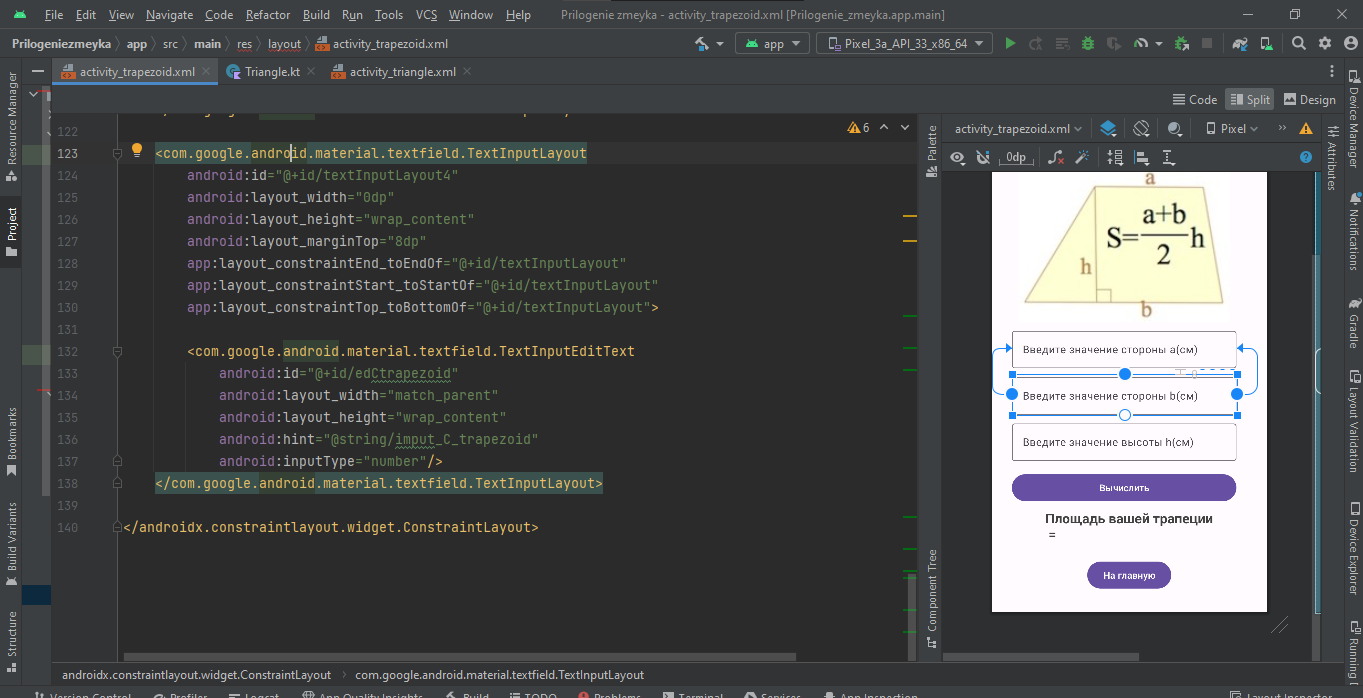 File Edit View Navigate Code Refactor Build Run Tools VCS Window Help Prilogenie zmeyka - activity_trapezoid.xml [Prilogenie_zmeyka.app.main]
Prilogeniezmeyka app src main res layout activity_trapezoid.xml
app Pixel_3a_API_33_x86_64
activity_trapezoid.xml Triangle.kt activity_triangle.xml
Code Split Design
Resource Manager
Project
Bookmarks
Build Variants
Structure
6
122
123 <com.google.android.material.textfield.TextInputLayout
124 android:id="@+id/textInputLayout4"
125 android:layout_width="0dp"
126 android:layout_height="wrap_content"
127 android:layout_marginTop="8dp"
128 app:layout_constraintEnd_toEndOf="@+id/textInputLayout"
129 app:layout_constraintStart_toStartOf="@+id/textInputLayout"
130 app:layout_constraintTop_toBottomOf="@+id/textInputLayout">
131
132 <com.google.android.material.textfield.TextInputEditText
133 android:id="@+id/edCtrapezoid"
134 android:layout_width="match_parent"
135 android:layout_height="wrap_content"
136 android:hint="@string/imput_C_trapezoid"
137 android:inputType="number"/>
138 </com.google.android.material.textfield.TextInputLayout>
139
140 </androidx.constraintlayout.widget.ConstraintLayout>
Palette
Component Tree
activity_trapezoid.xml Pixel
0dp
a
S=
a+b
2
h
h
b
Введите значение стороны a(см)
Введите значение стороны b(см)
Введите значение высоты h(см)
Вычислить
Площадь вашей трапеции
=
На главную
Attributes
Device Manager
Notifications
Gradle
Layout Validation
Device Explorer
Running
androidx.constraintlayout.widget.ConstraintLayout com.google.android.material.textfield.TextInputLayout
Version Control Profiler Logcat App Quality Insights Build TODO Problems Terminal Services App Inspection Layout Inspector